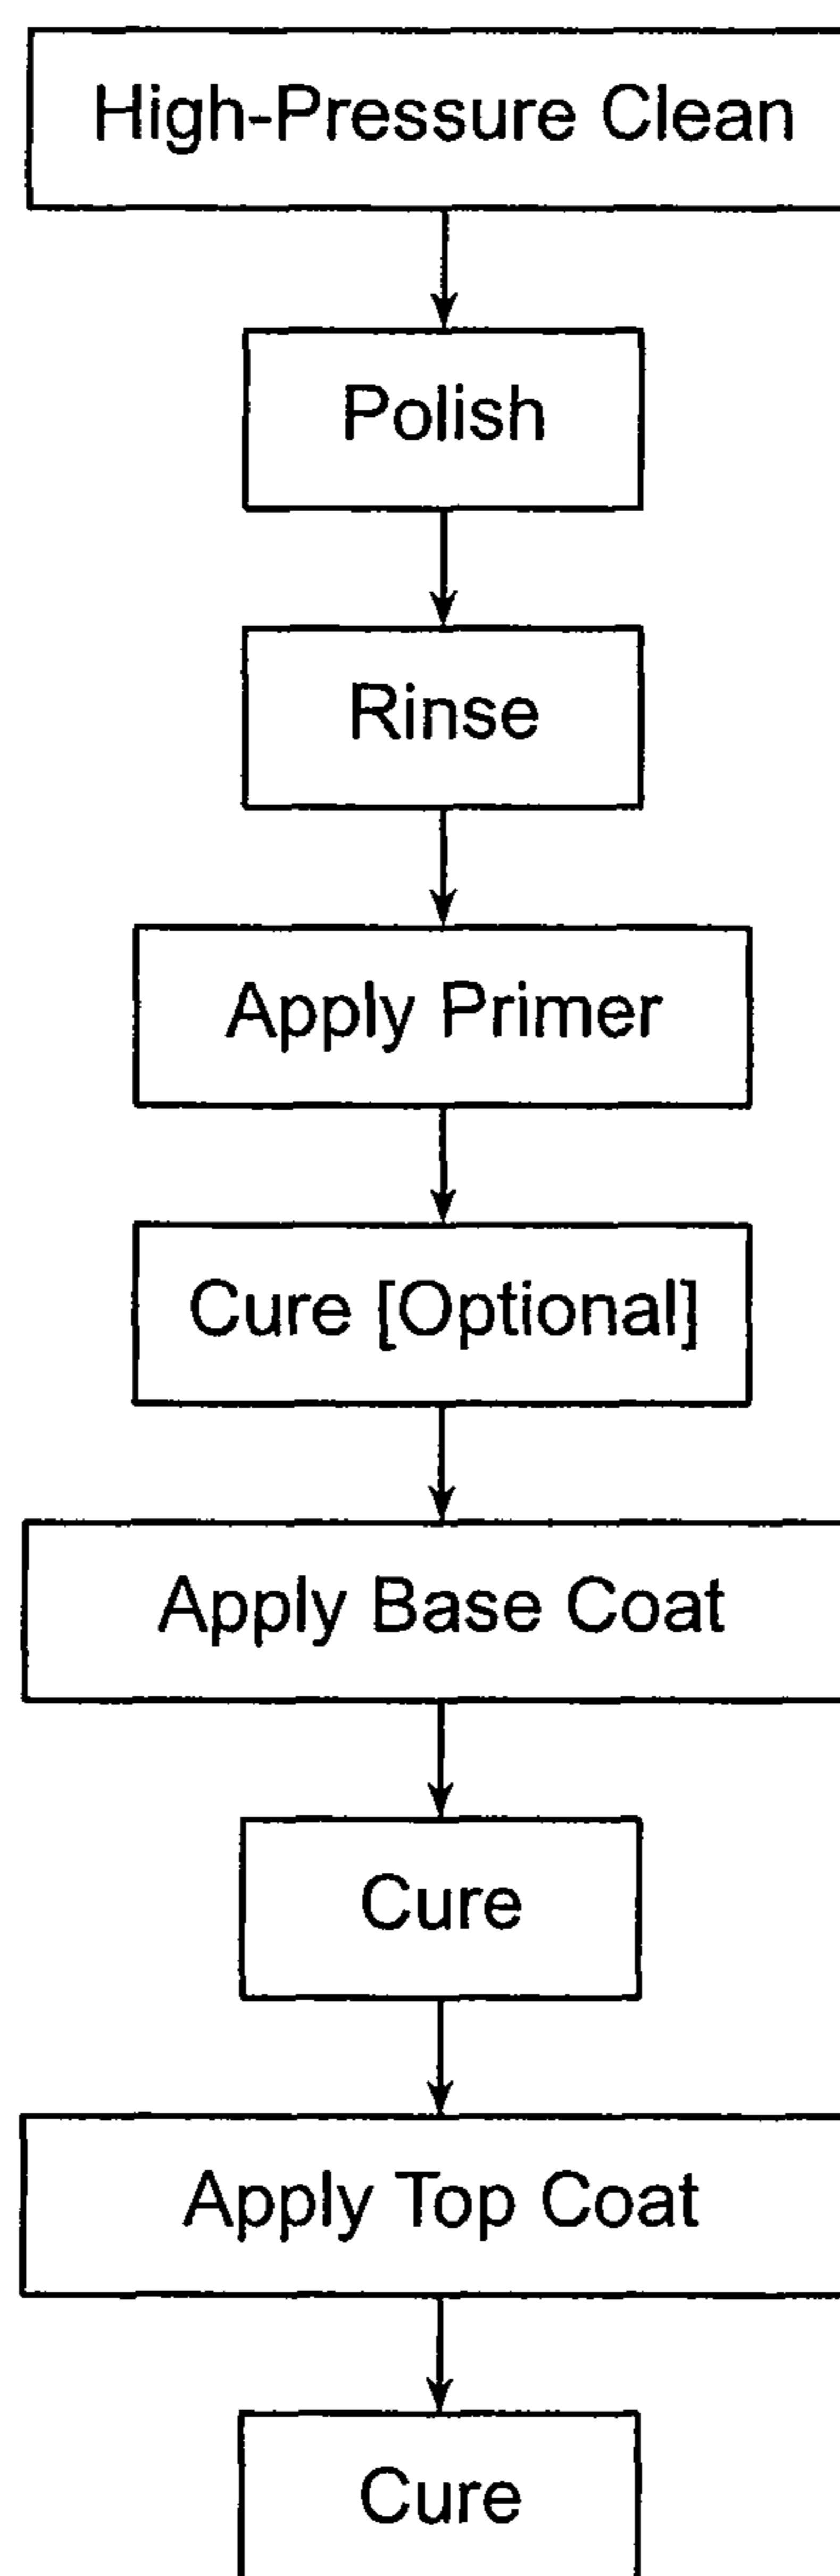 High-Pressure Clean
Polish
Rinse
Apply Primer
Cure [Optional]
Apply Base Coat
Cure
Apply Top Coat
Cure